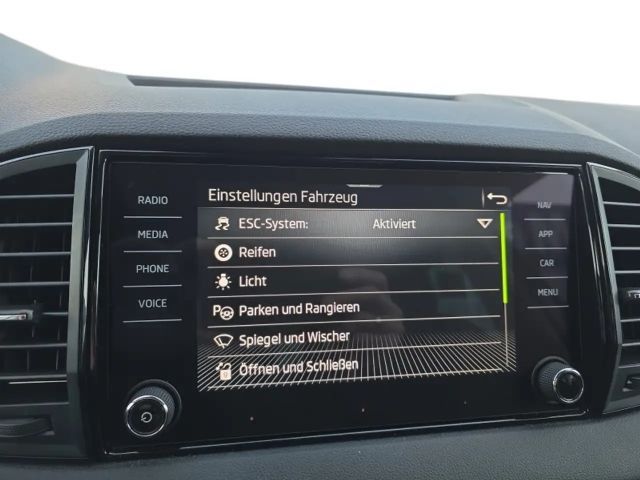 RADIO
MEDIA
PHONE
VOICE
Einstellungen Fahrzeug
ESC-System: Aktiviert
Reifen
Licht
P Parken und Rangieren
Spiegel und Wischer
Öffnen und Schließen
NAV
APP
CAR
MENU